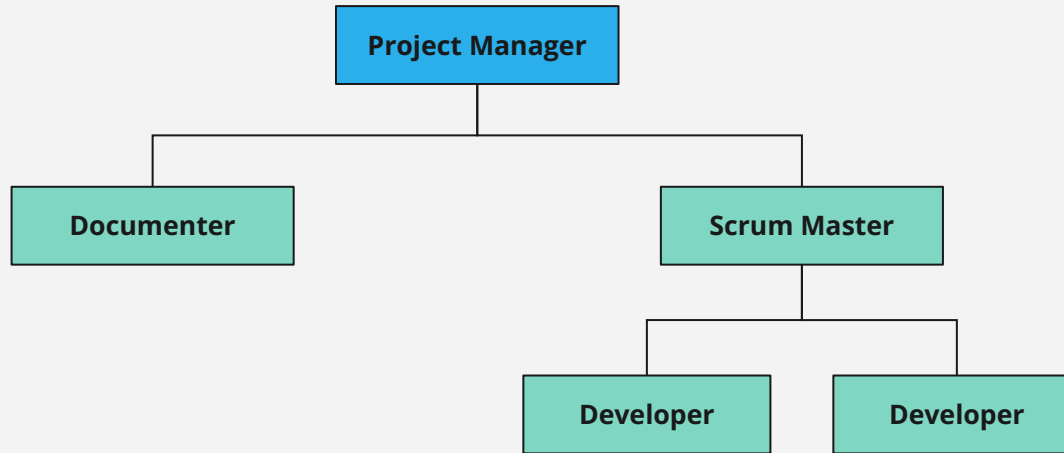 Project Manager
Documenter
Scrum Master
Developer
Developer